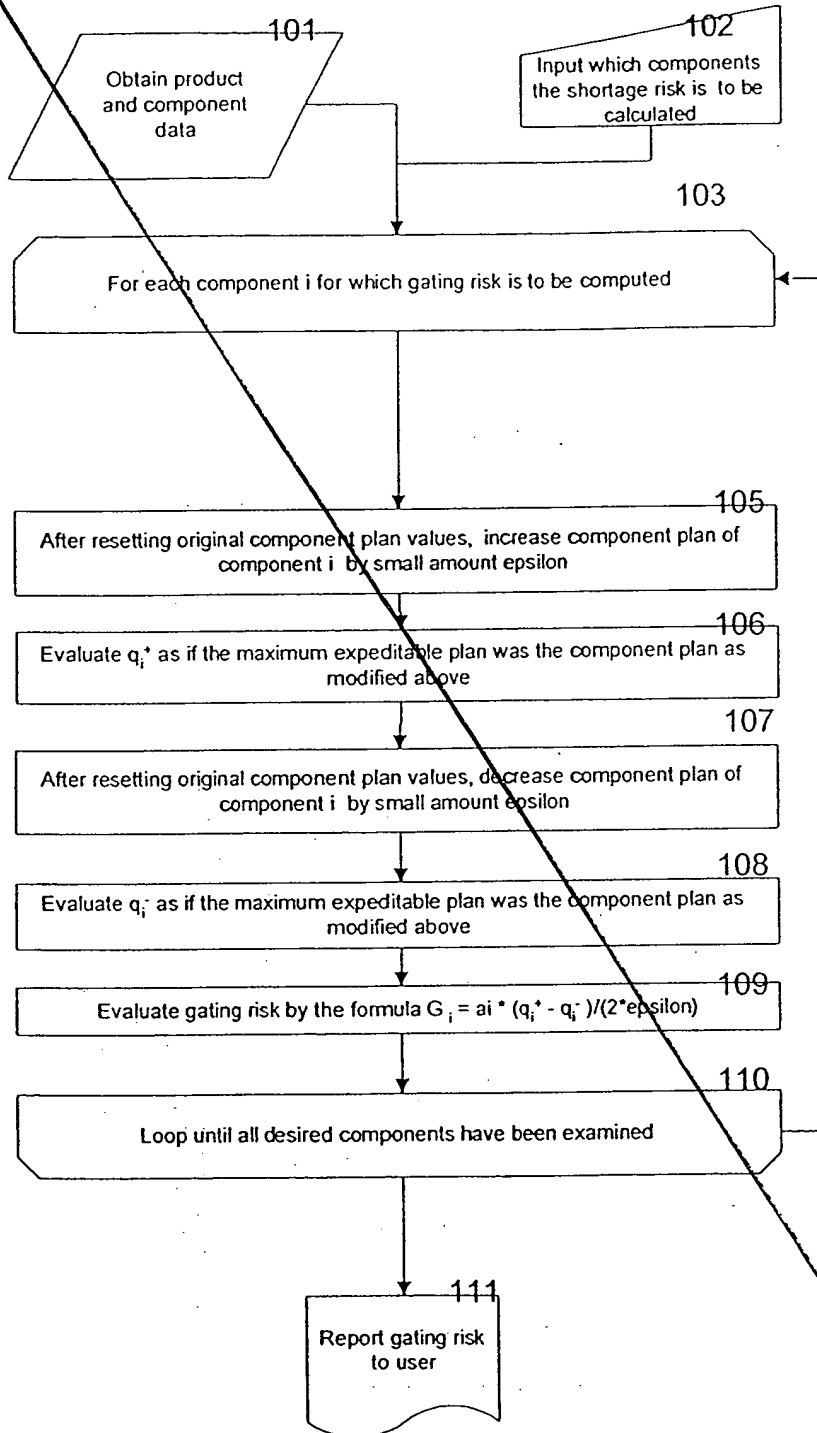 101
Obtain product
and component
data
102
Input which components
the shortage risk is to be
calculated
103
For each component i for which gating risk is to be computed
105
After resetting original component plan values, increase component plan of
component i by small amount epsilon
106
Evaluate qᵢ⁺ as if the maximum expeditable plan was the component plan as
modified above
107
After resetting original component plan values, decrease component plan of
component i by small amount epsilon
108
Evaluate qᵢ⁻ as if the maximum expeditable plan was the component plan as
modified above
109
Evaluate gating risk by the formula Gᵢ = ai * (qᵢ⁺ - qᵢ⁻)/(2*epsilon)
110
Loop until all desired components have been examined
111
Report gating risk
to user